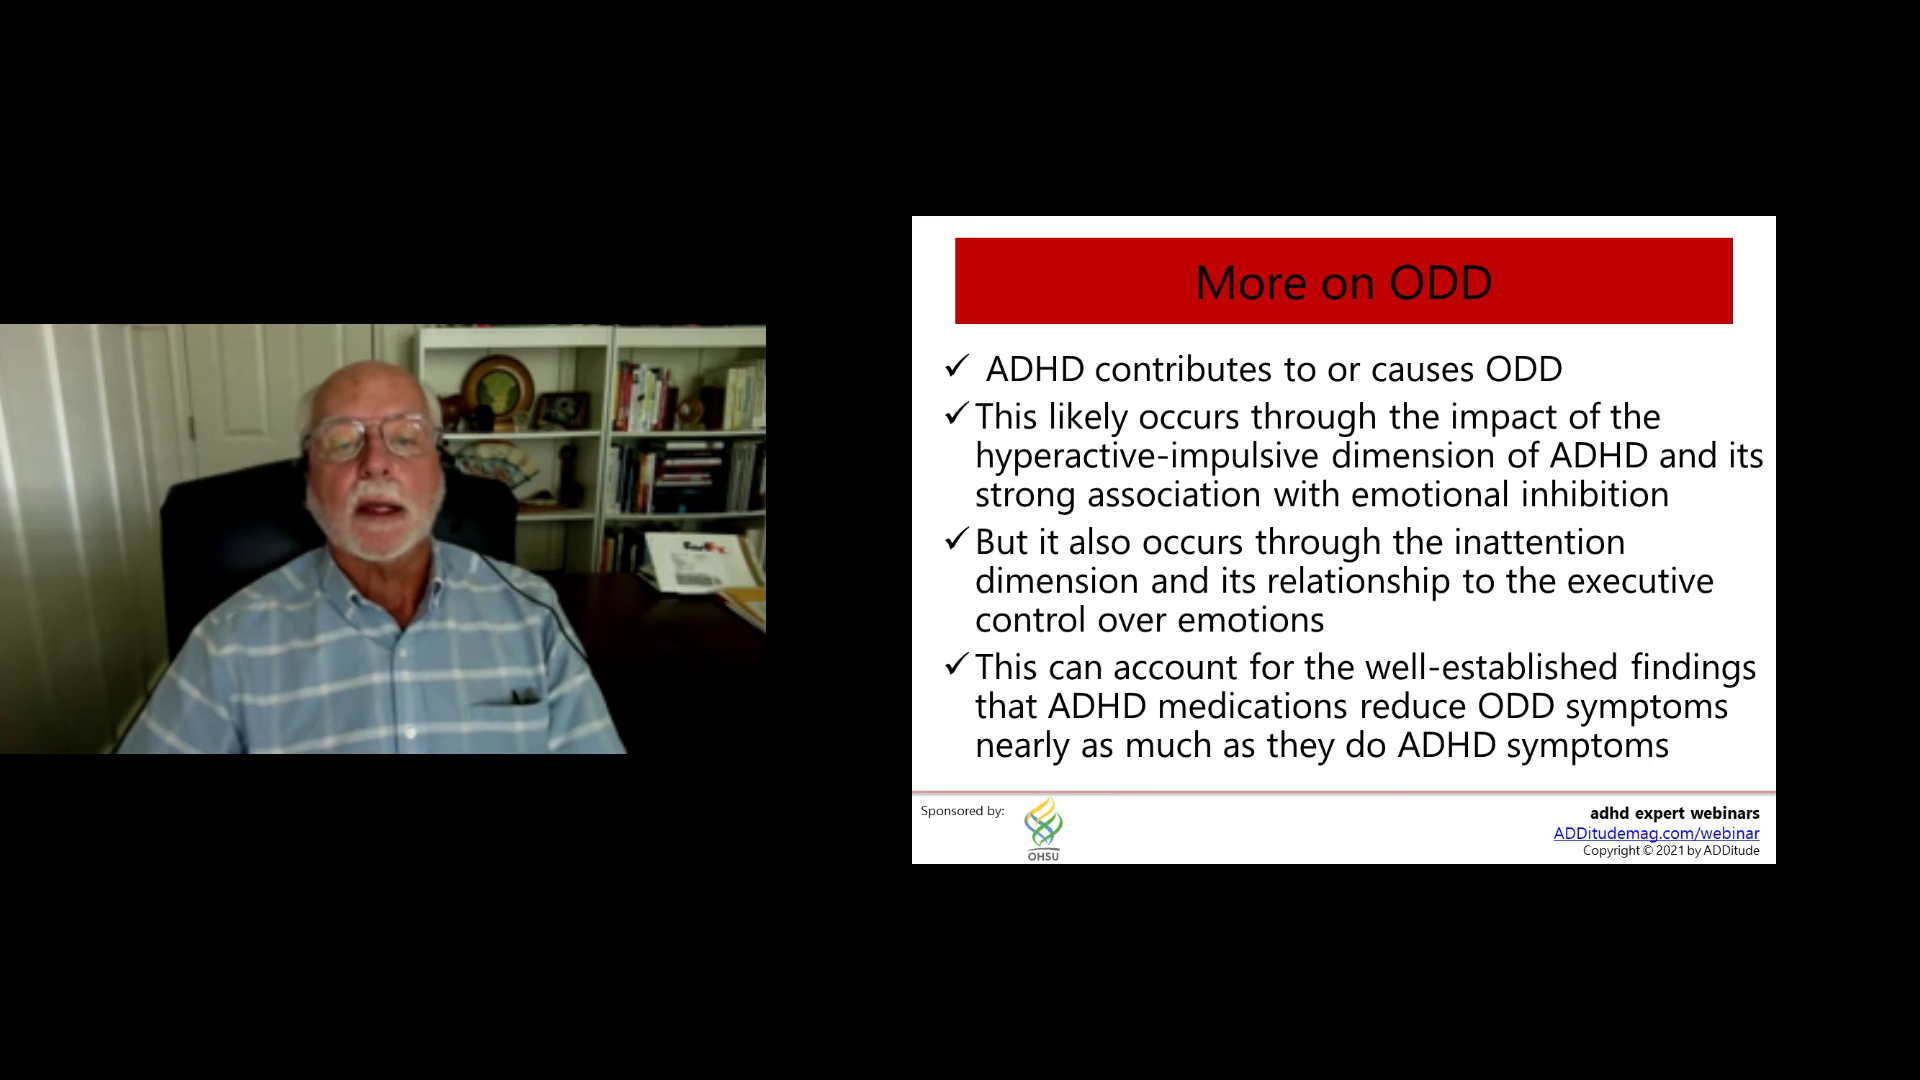 More on ODD
✓ ADHD contributes to or causes ODD
✓ This likely occurs through the impact of the
hyperactive-impulsive dimension of ADHD and its
strong association with emotional inhibition
✓ But it also occurs through the inattention
dimension and its relationship to the executive
control over emotions
✓ This can account for the well-established findings
that ADHD medications reduce ODD symptoms
nearly as much as they do ADHD symptoms
Sponsored by:
OHSU
adhd expert webinars
ADDitudemag.com/webinar
Copyright © 2021 by ADDitude